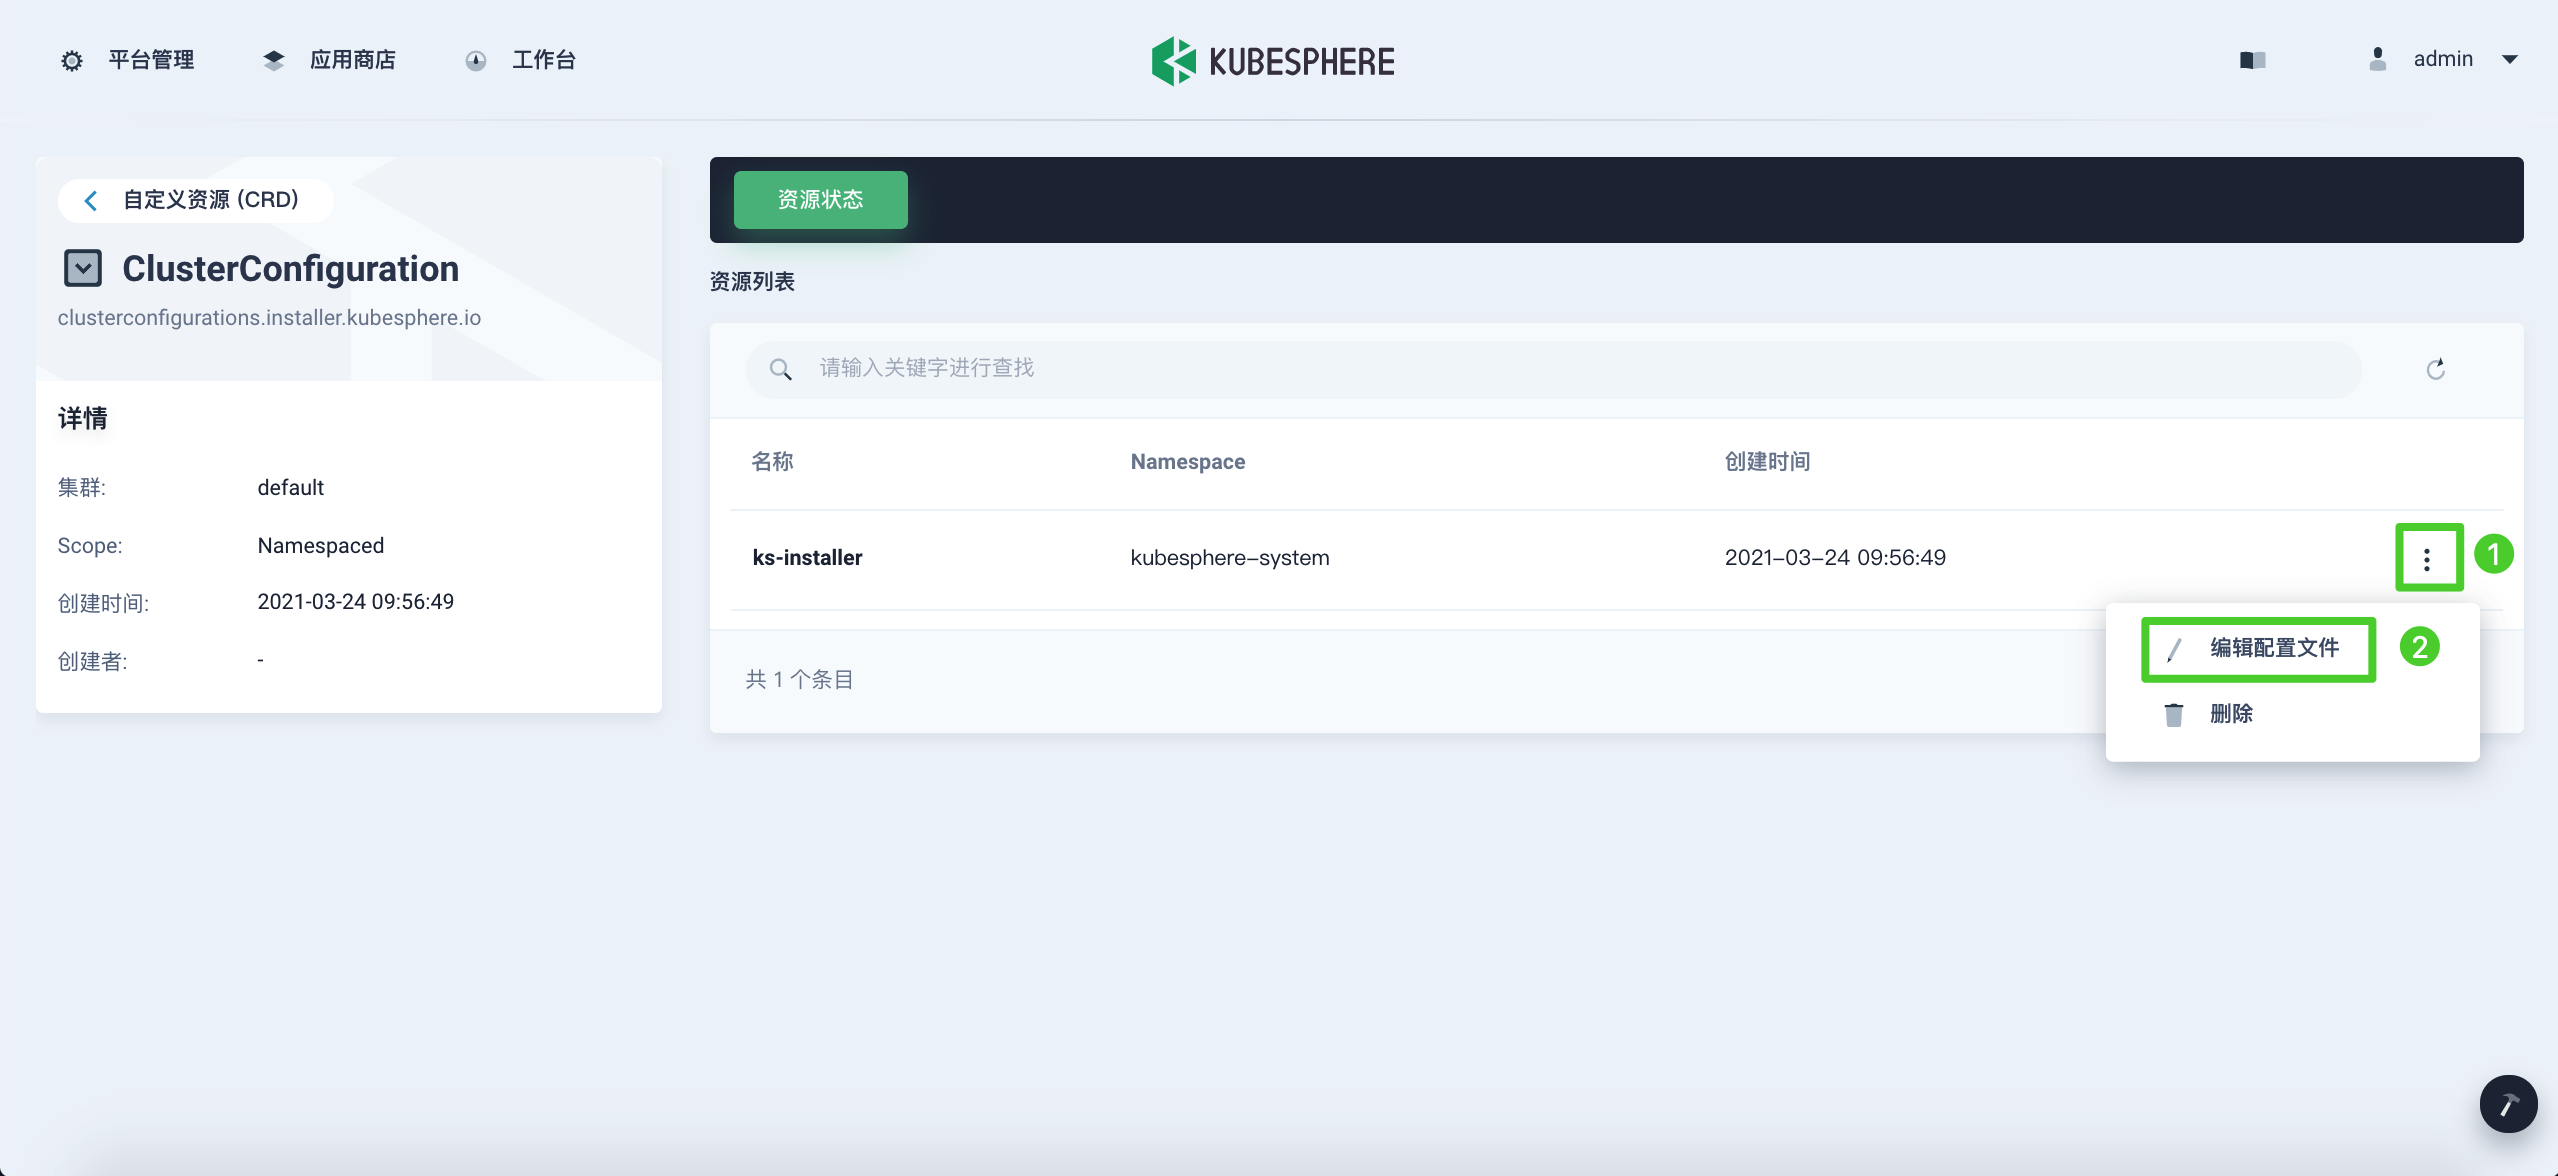 平台管理
应用商店
工作台
KUBESPHERE
admin
自定义资源 (CRD)
ClusterConfiguration
clusterconfigurations.installer.kubesphere.io
详情
集群: default
Scope: Namespaced
创建时间: 2021-03-24 09:56:49
创建者: -
资源状态
资源列表
请输入关键字进行查找
名称 Namespace 创建时间
ks-installer kubesphere-system 2021-03-24 09:56:49
1
编辑配置文件
2
删除
共 1 个条目